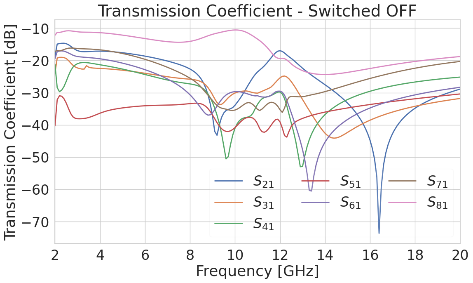 Transmission Coefficient - Switched OFF
Transmission Coefficient [dB]
−10
−20
−30
−40
−50
−60
−70
S21 S51 S71
S31 S61 S81
S41
2 4 6 8 10 12 14 16 18 20
2
Frequency [GHz]